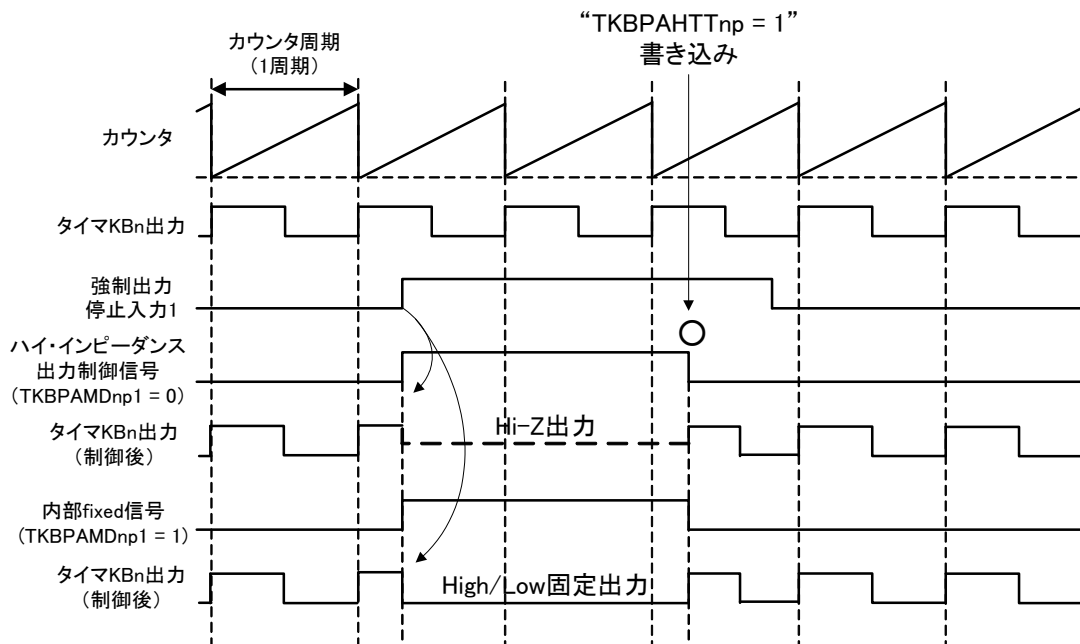 “TKBPAHTTnp = 1”
書き込み
カウンタ周期
(1周期)
カウンタ
タイマKBn出力
強制出力
停止入力1
ハイ・インピーダンス
出力制御信号
(TKBPAMDnp1 = 0)
タイマKBn出力
(制御後)
Hi-Z出力
内部fixed信号
(TKBPAMDnp1 = 1)
タイマKBn出力
(制御後)
High/Low固定出力